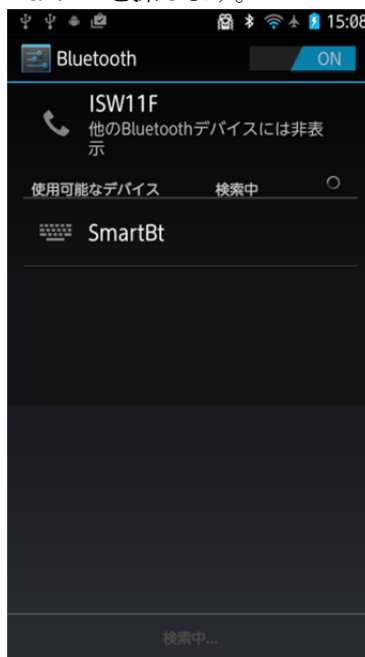 15:08
Bluetooth
ON
ISW11F
他のBluetoothデバイスには非表
示
使用可能なデバイス 検索中
SmartBt
検索中...